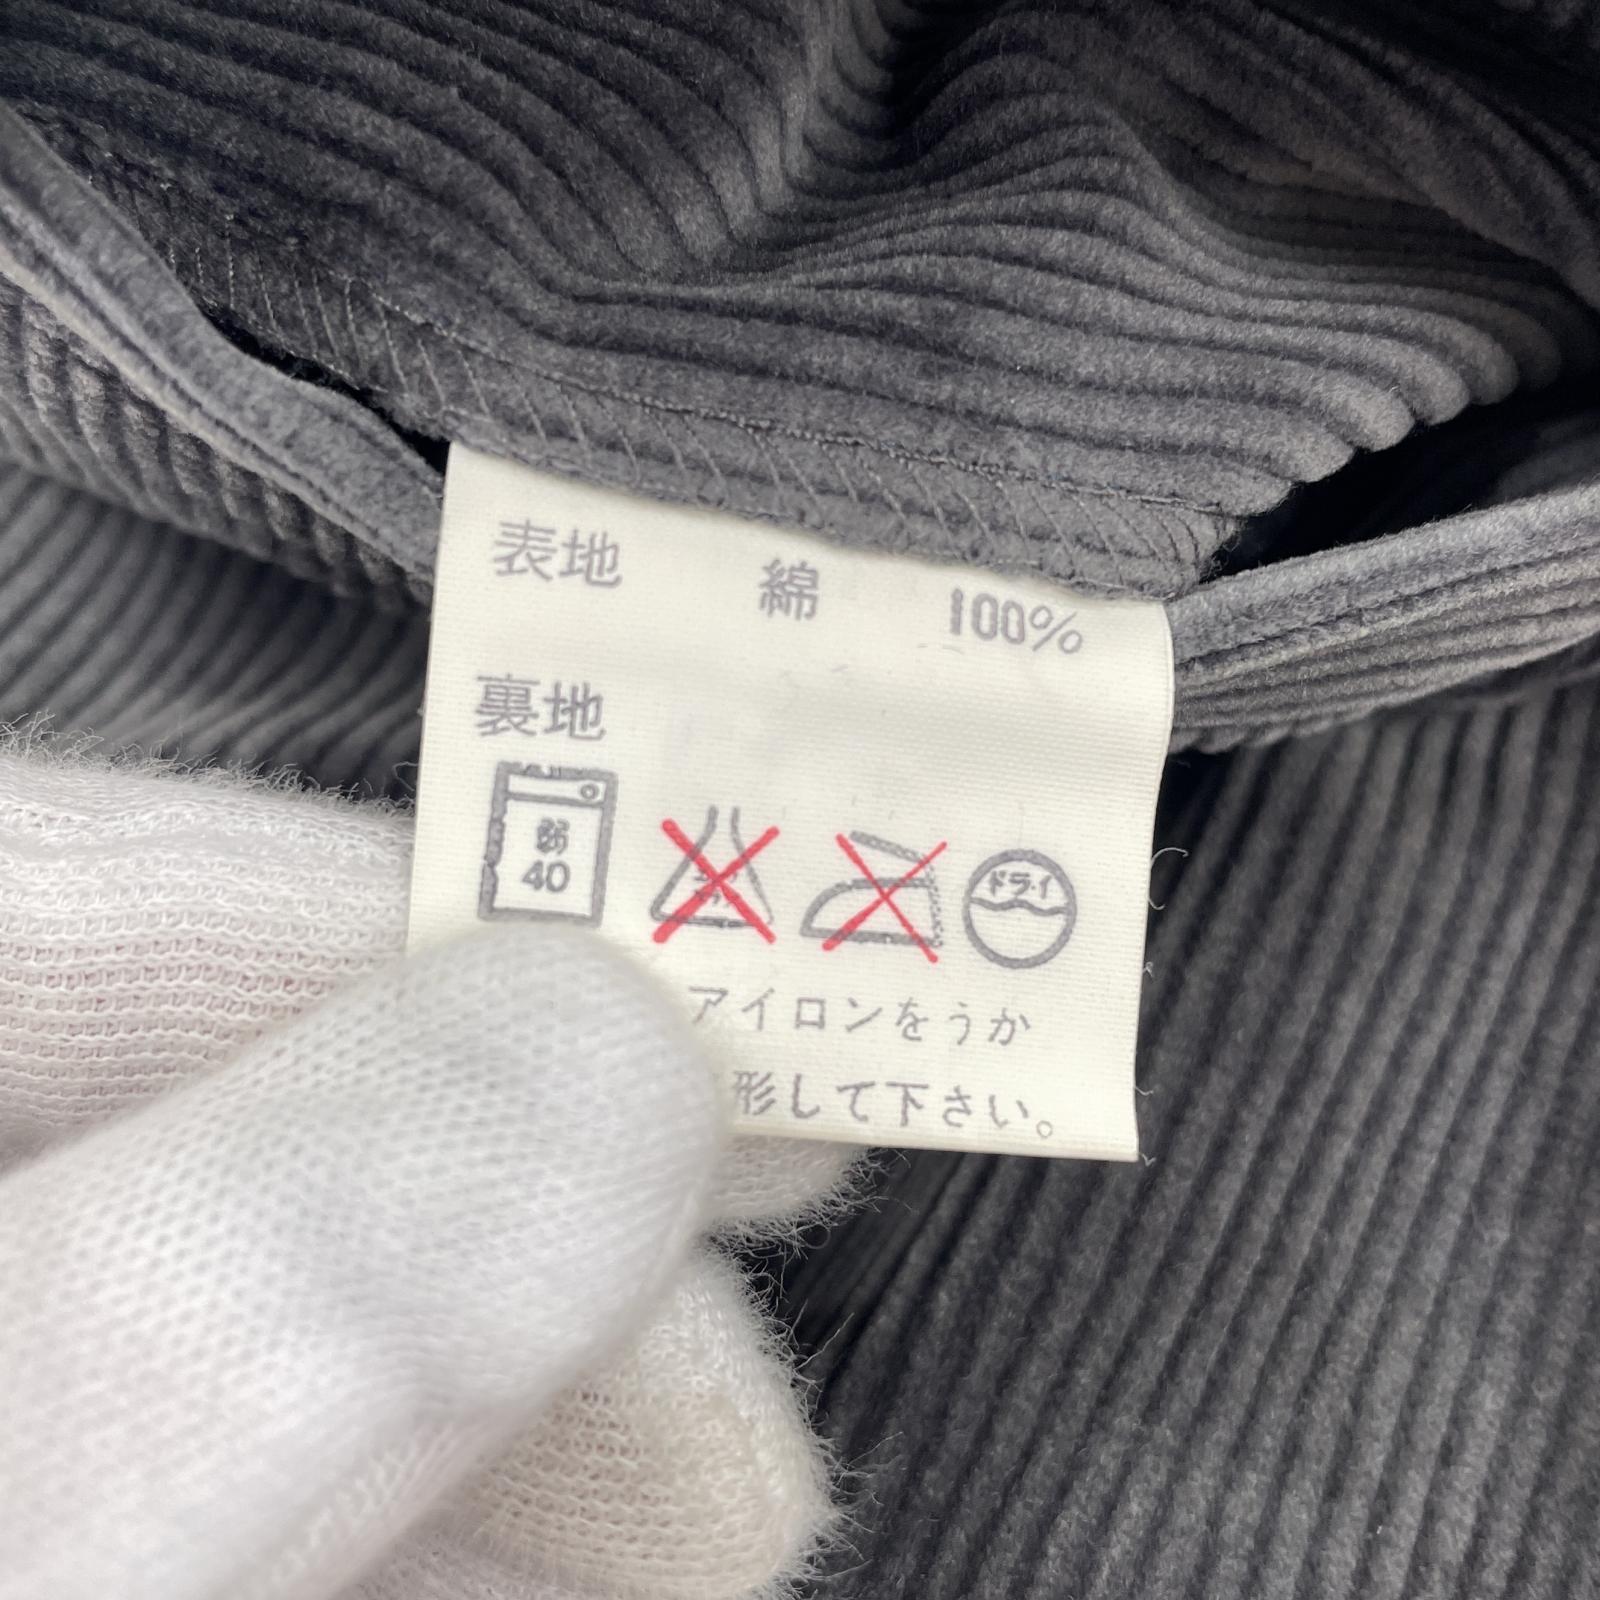 表地 綿 100%
裏地
弱
40
ドライ
アイロンをうか
形して下さい。